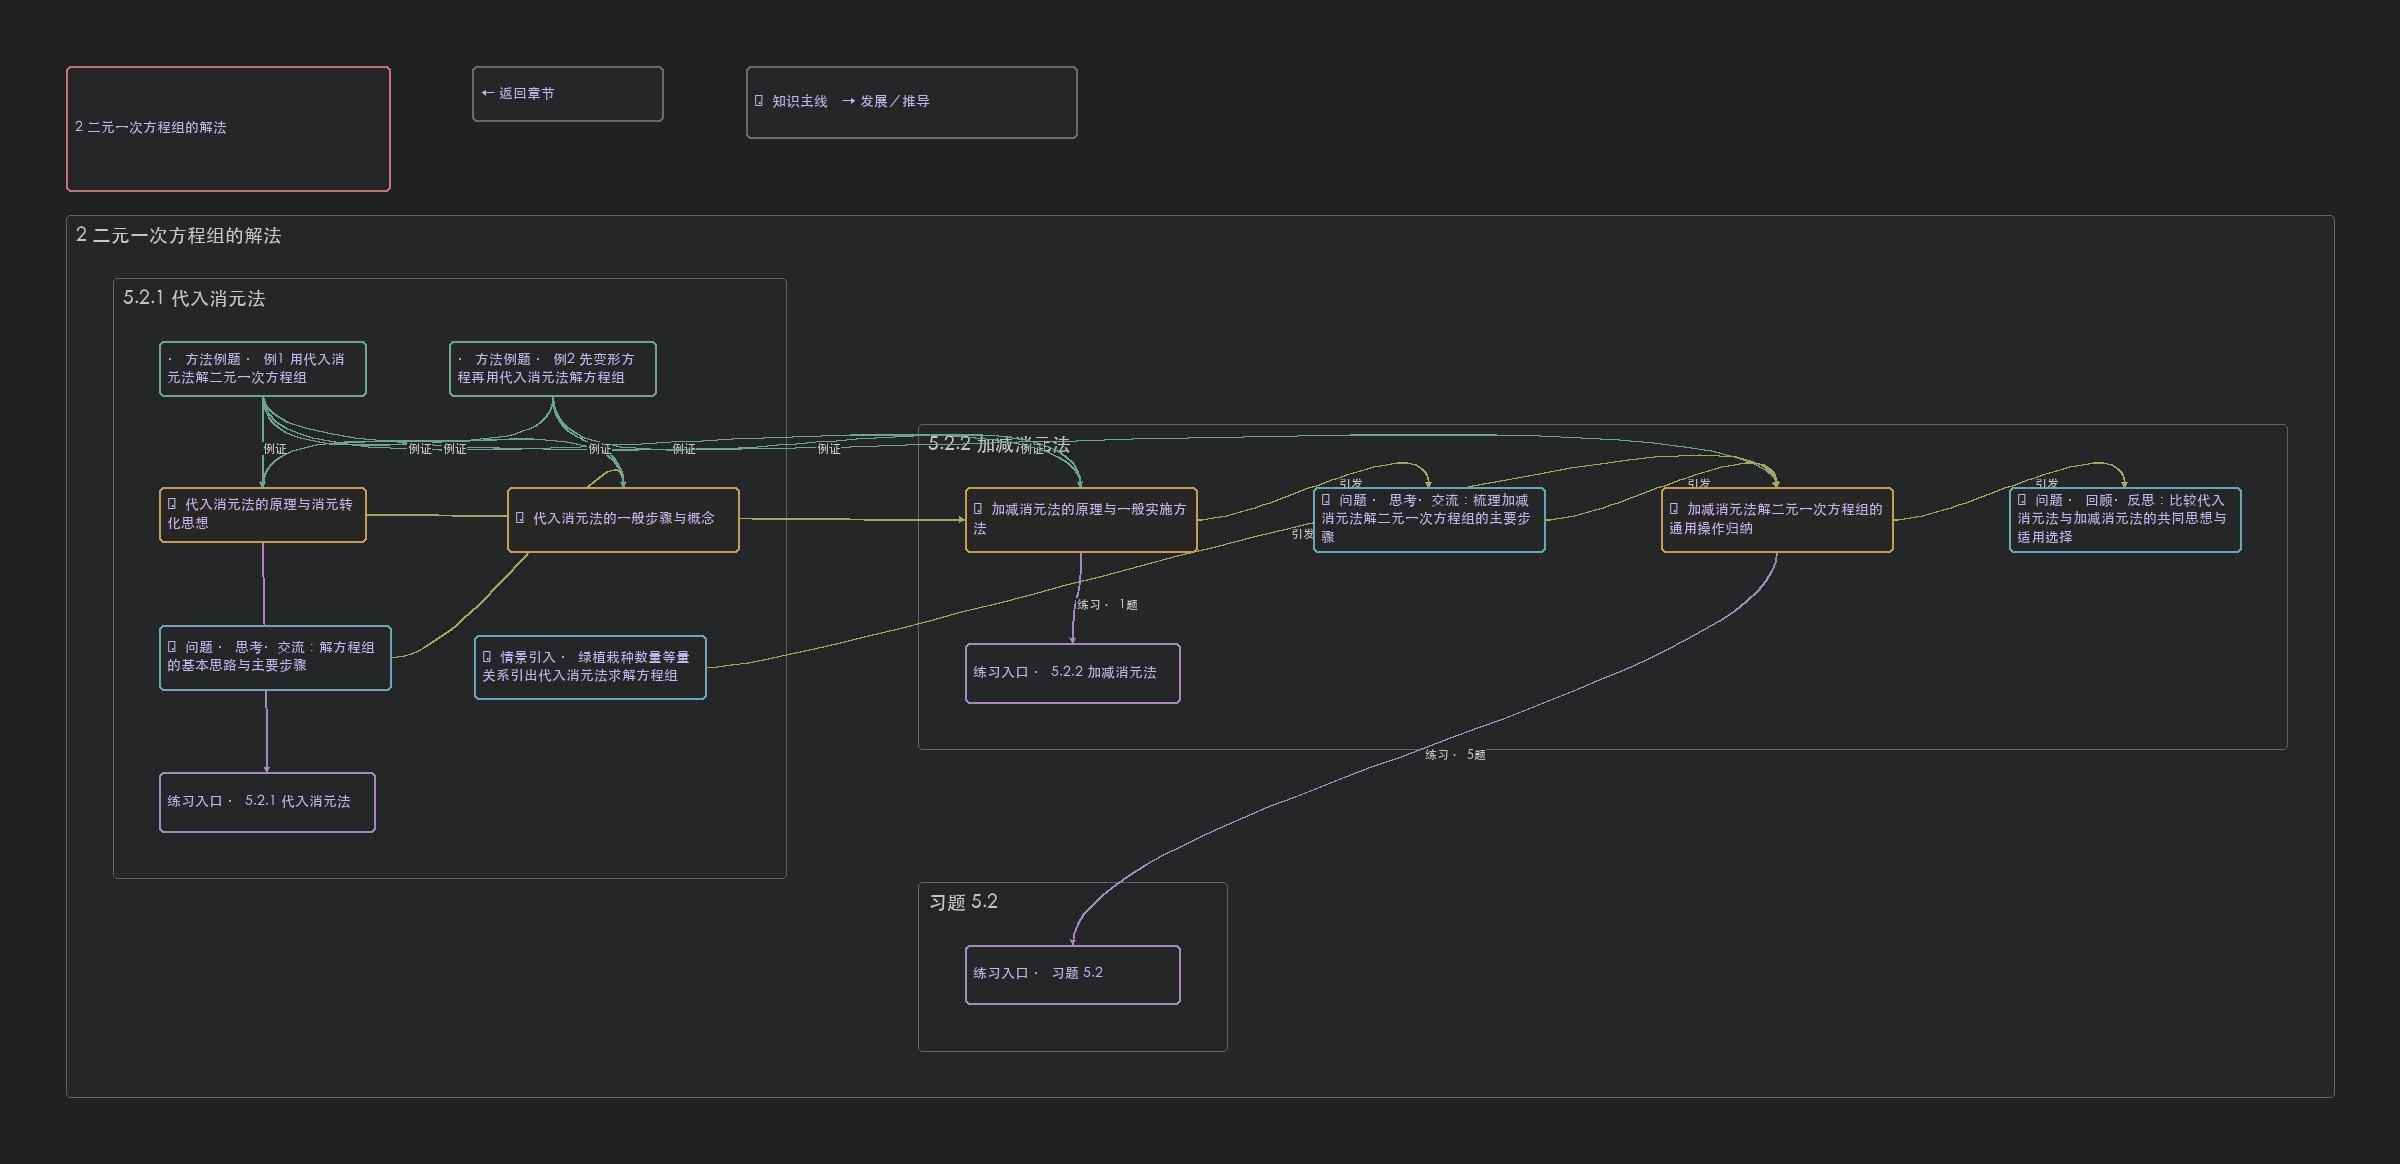 2 二元一次方程组的解法
← 返回章节
知识主线 → 发展／推导
2 二元一次方程组的解法
5.2.1 代入消元法
· 方法例题 · 例1 用代入消
元法解二元一次方程组
· 方法例题 · 例2 先变形方
程再用代入消元法解方程组
例证
例证
例证
例证
例证
例证
例证
5.2.2 加减消元法
代入消元法的原理与消元转
化思想
代入消元法的一般步骤与概念
加减消元法的原理与一般实施方
法
引发
问题 · 思考·交流：梳理加减
消元法解二元一次方程组的主要步
骤
引发
加减消元法解二元一次方程组的
通用操作归纳
引发
问题 · 回顾·反思：比较代入
消元法与加减消元法的共同思想与
适用选择
引发
练习 · 1题
问题 · 思考·交流：解方程组
的基本思路与主要步骤
情景引入 · 绿植栽种数量等量
关系引出代入消元法求解方程组
练习入口 · 5.2.2 加减消元法
练习 · 5题
练习入口 · 5.2.1 代入消元法
习题 5.2
练习入口 · 习题 5.2